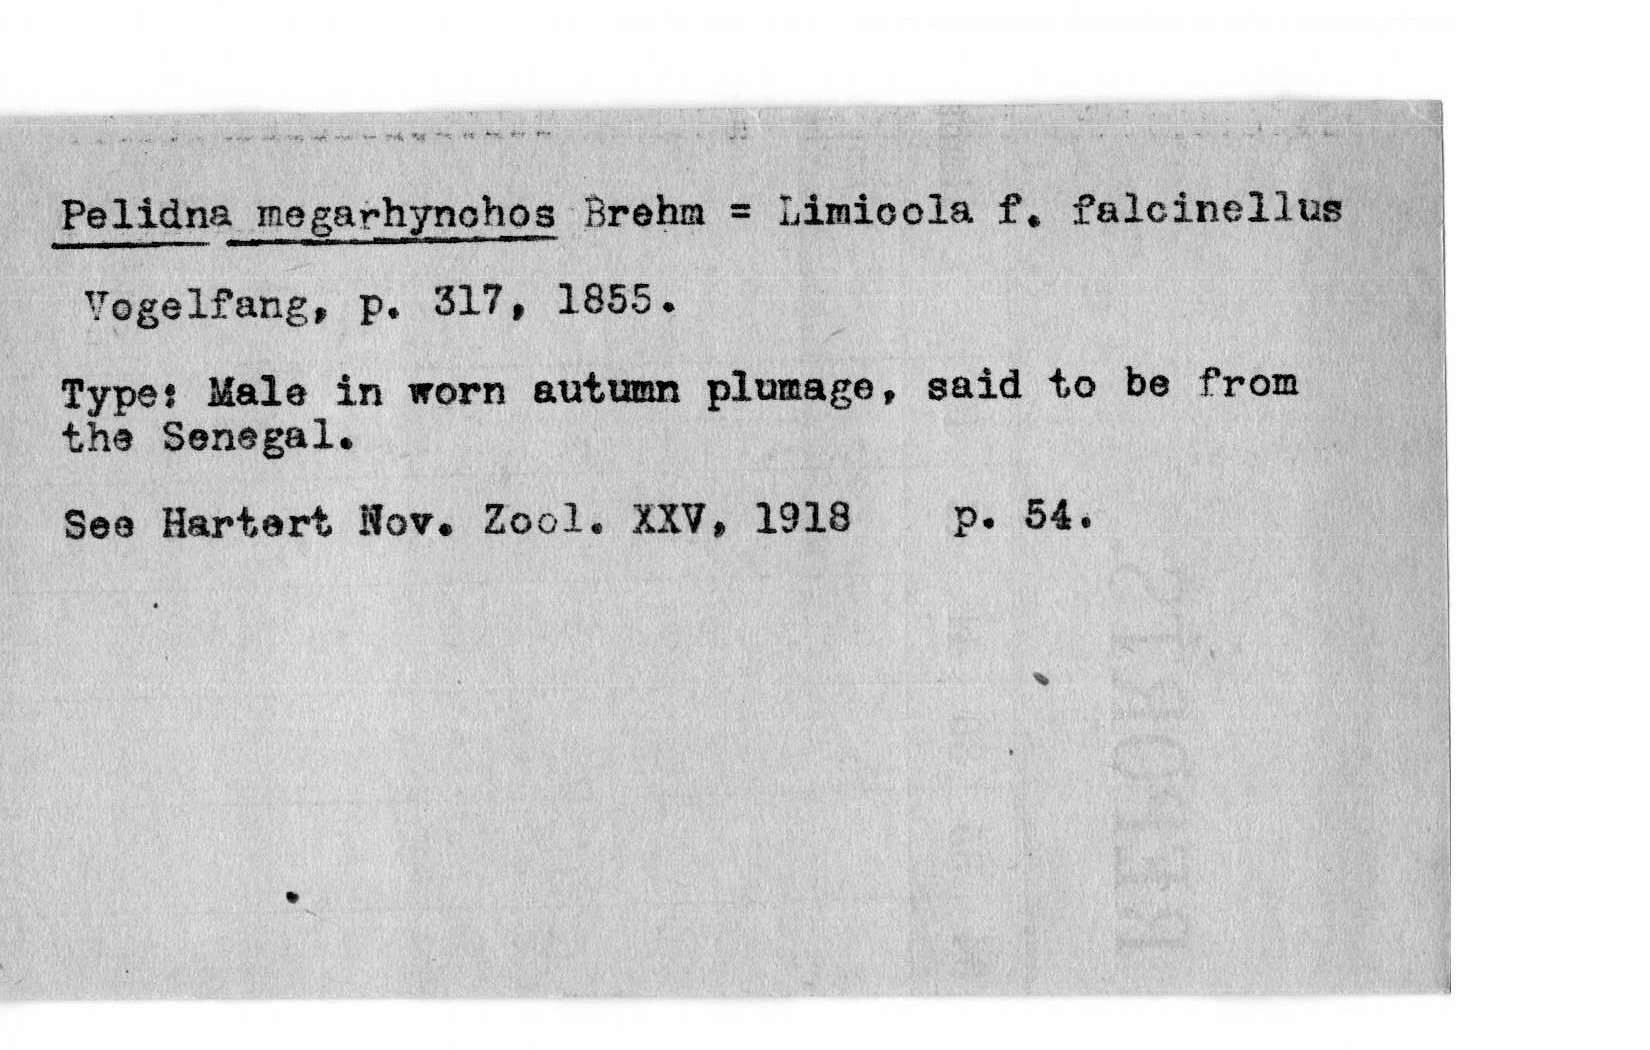 Pelidna megarhynchos Brehm = Limicola f. falcinellus
Vogelfang, p. 317, 1855.
Type: Male in worn autumn plumage, said to be from
the Senegal.
See Hartert Nov. Zool. XXV, 1918 p. 54.